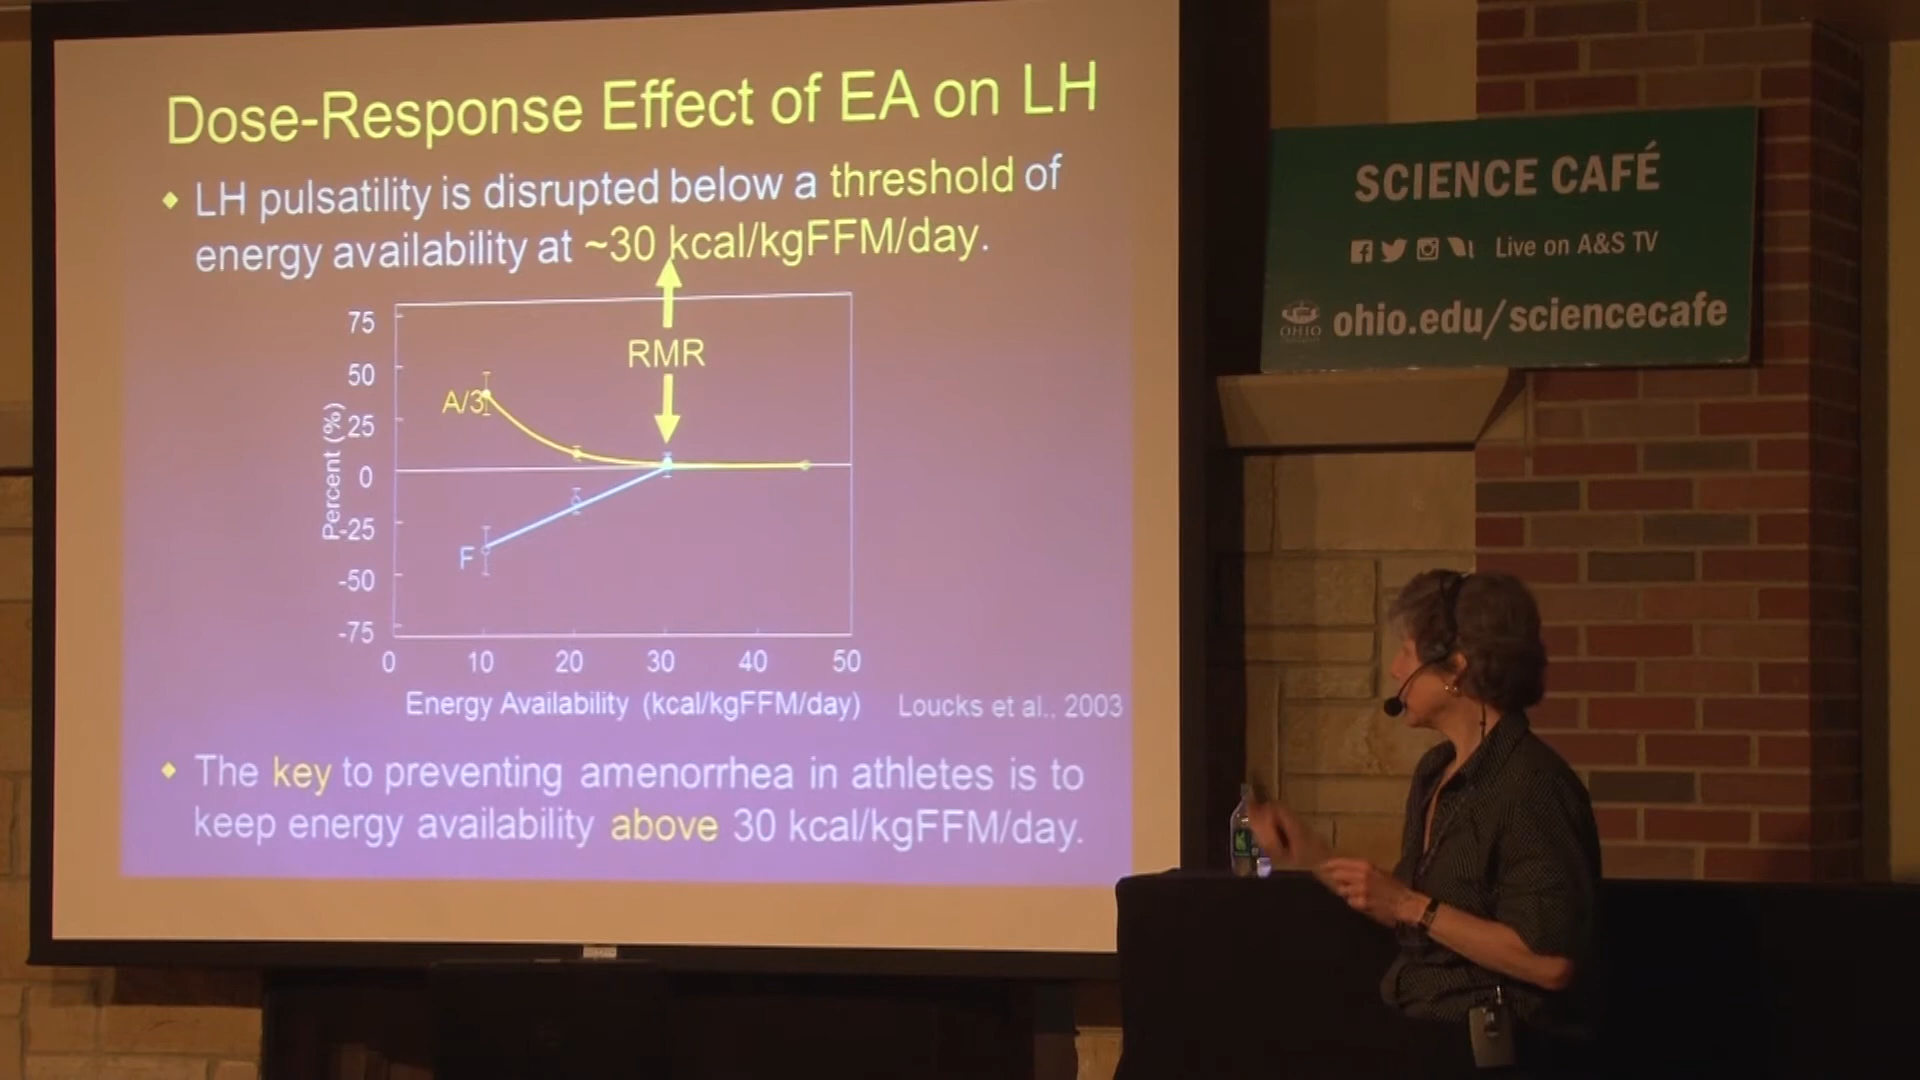 Dose-Response Effect of EA on LH
LH pulsatility is disrupted below a threshold of
energy availability at ~30 kcal/kgFFM/day.
75
50
25
0
-25
-50
-75
Percent (%)
RMR
A/3
F
0 10 20 30 40 50
Energy Availability (kcal/kgFFM/day)
Loucks et al., 2003
The key to preventing amenorrhea in athletes is to
keep energy availability above 30 kcal/kgFFM/day.
SCIENCE CAFÉ
Live on A&S TV
OHIO
ohio.edu/sciencecafe